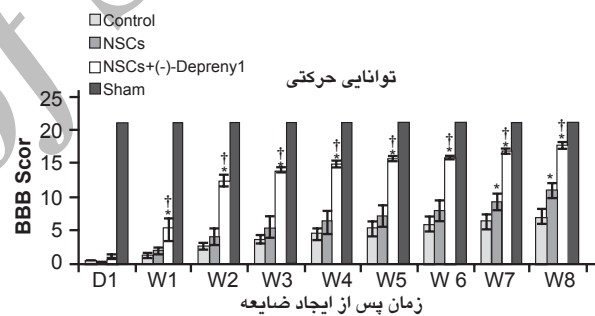 Control
NSCs
NSCs+(-)-Depreny1
Sham
توانایی حرکتی
BBB Scor
25
20
15
10
5
0
† * † * † * † * † * † * † * * † * *
D1 W1 W2 W3 W4 W5 W 6 W7 W8
زمان پس از ایجاد ضایعه